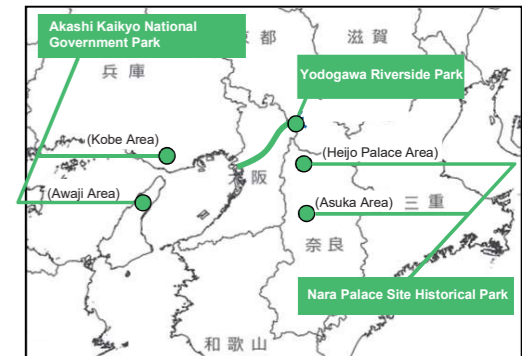 Akashi Kaikyo National
Government Park
京都
滋賀
兵庫
Yodogawa Riverside Park
(Kobe Area)
(Heijo Palace Area)
大阪
(Awaji Area)
(Asuka Area)
三重
奈良
Nara Palace Site Historical Park
和歌山